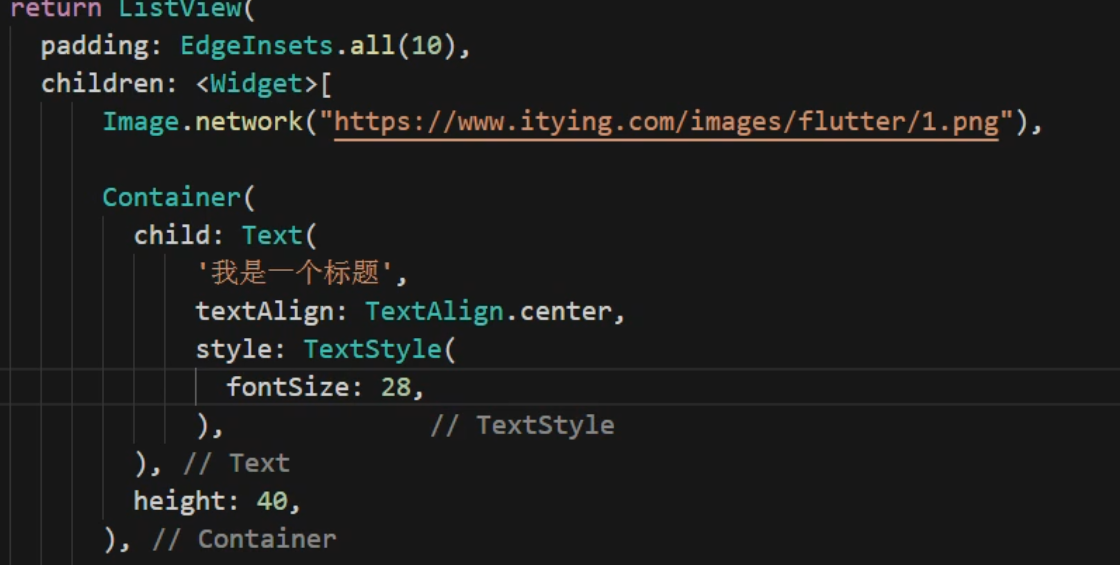 return ListView(
padding: EdgeInsets.all(10),
children: <Widget>[
Image.network("https://www.itying.com/images/flutter/1.png"),
Container(
child: Text(
'我是一个标题',
textAlign: TextAlign.center,
style: TextStyle(
fontSize: 28,
), // TextStyle
), // Text
height: 40,
), // Container